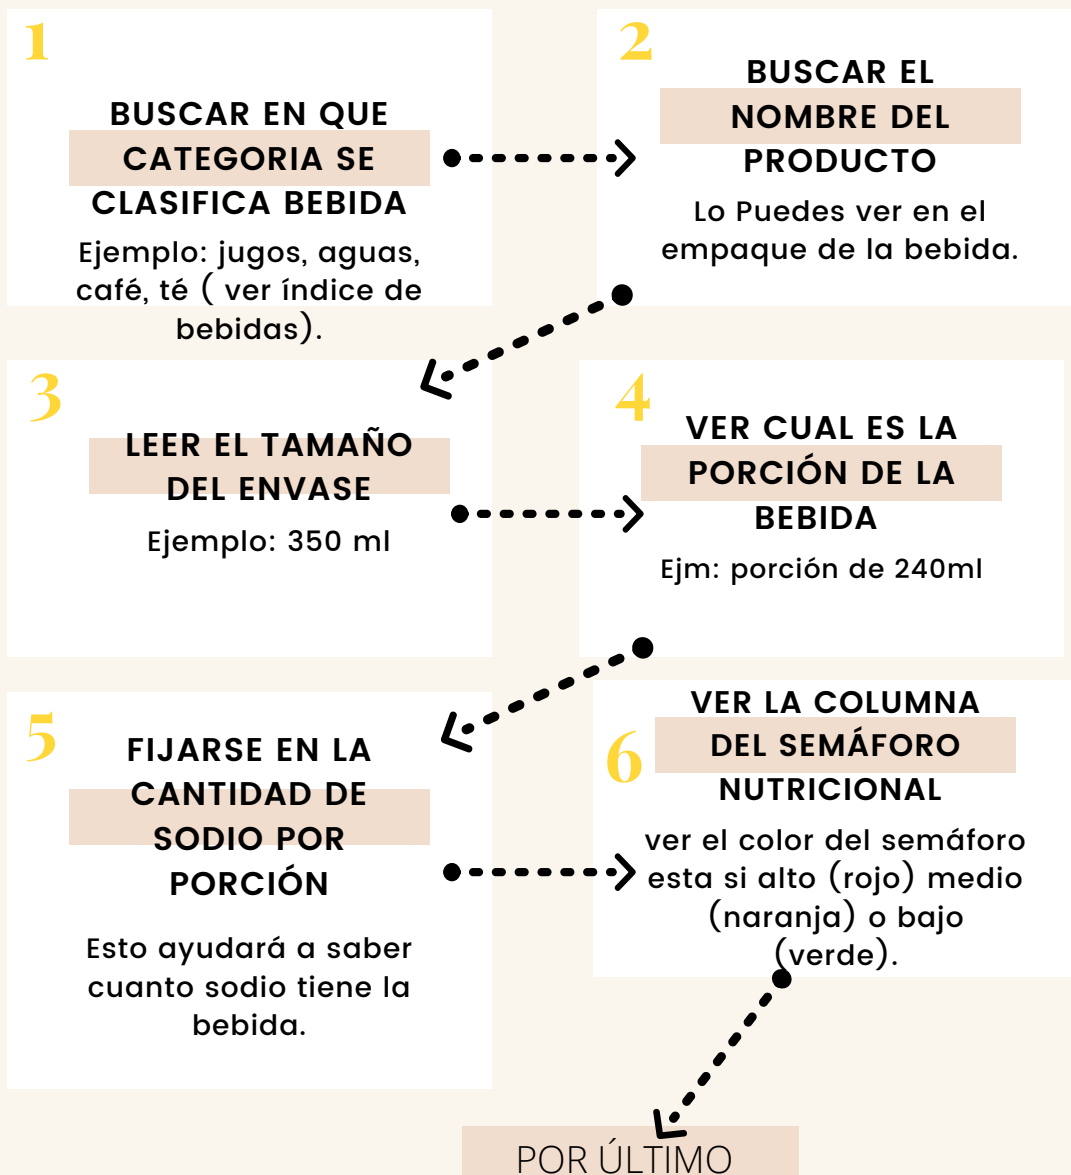 1
BUSCAR EN QUE
CATEGORIA SE
CLASIFICA BEBIDA
Ejemplo: jugos, aguas,
café, té ( ver índice de
bebidas).
2
BUSCAR EL
NOMBRE DEL
PRODUCTO
Lo Puedes ver en el
empaque de la bebida.
3
LEER EL TAMAÑO
DEL ENVASE
Ejemplo: 350 ml
4
VER CUAL ES LA
PORCIÓN DE LA
BEBIDA
Ejm: porción de 240ml
5
FIJARSE EN LA
CANTIDAD DE
SODIO POR
PORCIÓN
Esto ayudará a saber
cuanto sodio tiene la
bebida.
6
VER LA COLUMNA
DEL SEMÁFORO
NUTRICIONAL
ver el color del semáforo
esta si alto (rojo) medio
(naranja) o bajo
(verde).
POR ÚLTIMO